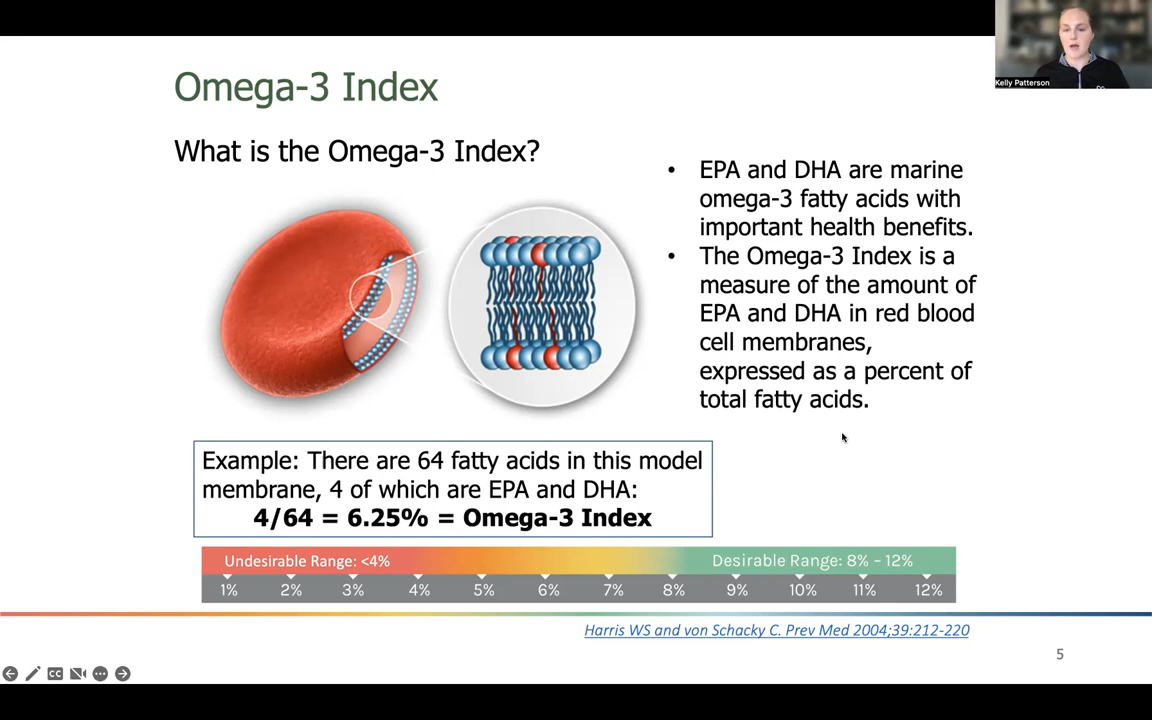 Kelly Patterson
Omega-3 Index
What is the Omega-3 Index?
• EPA and DHA are marine
omega-3 fatty acids with
important health benefits.
• The Omega-3 Index is a
measure of the amount of
EPA and DHA in red blood
cell membranes,
expressed as a percent of
total fatty acids.
Example: There are 64 fatty acids in this model
membrane, 4 of which are EPA and DHA:
4/64 = 6.25% = Omega-3 Index
Undesirable Range: <4% Desirable Range: 8% – 12%
1% 2% 3% 4% 5% 6% 7% 8% 9% 10% 11% 12%
Harris WS and von Schacky C. Prev Med 2004;39:212-220
5
CC